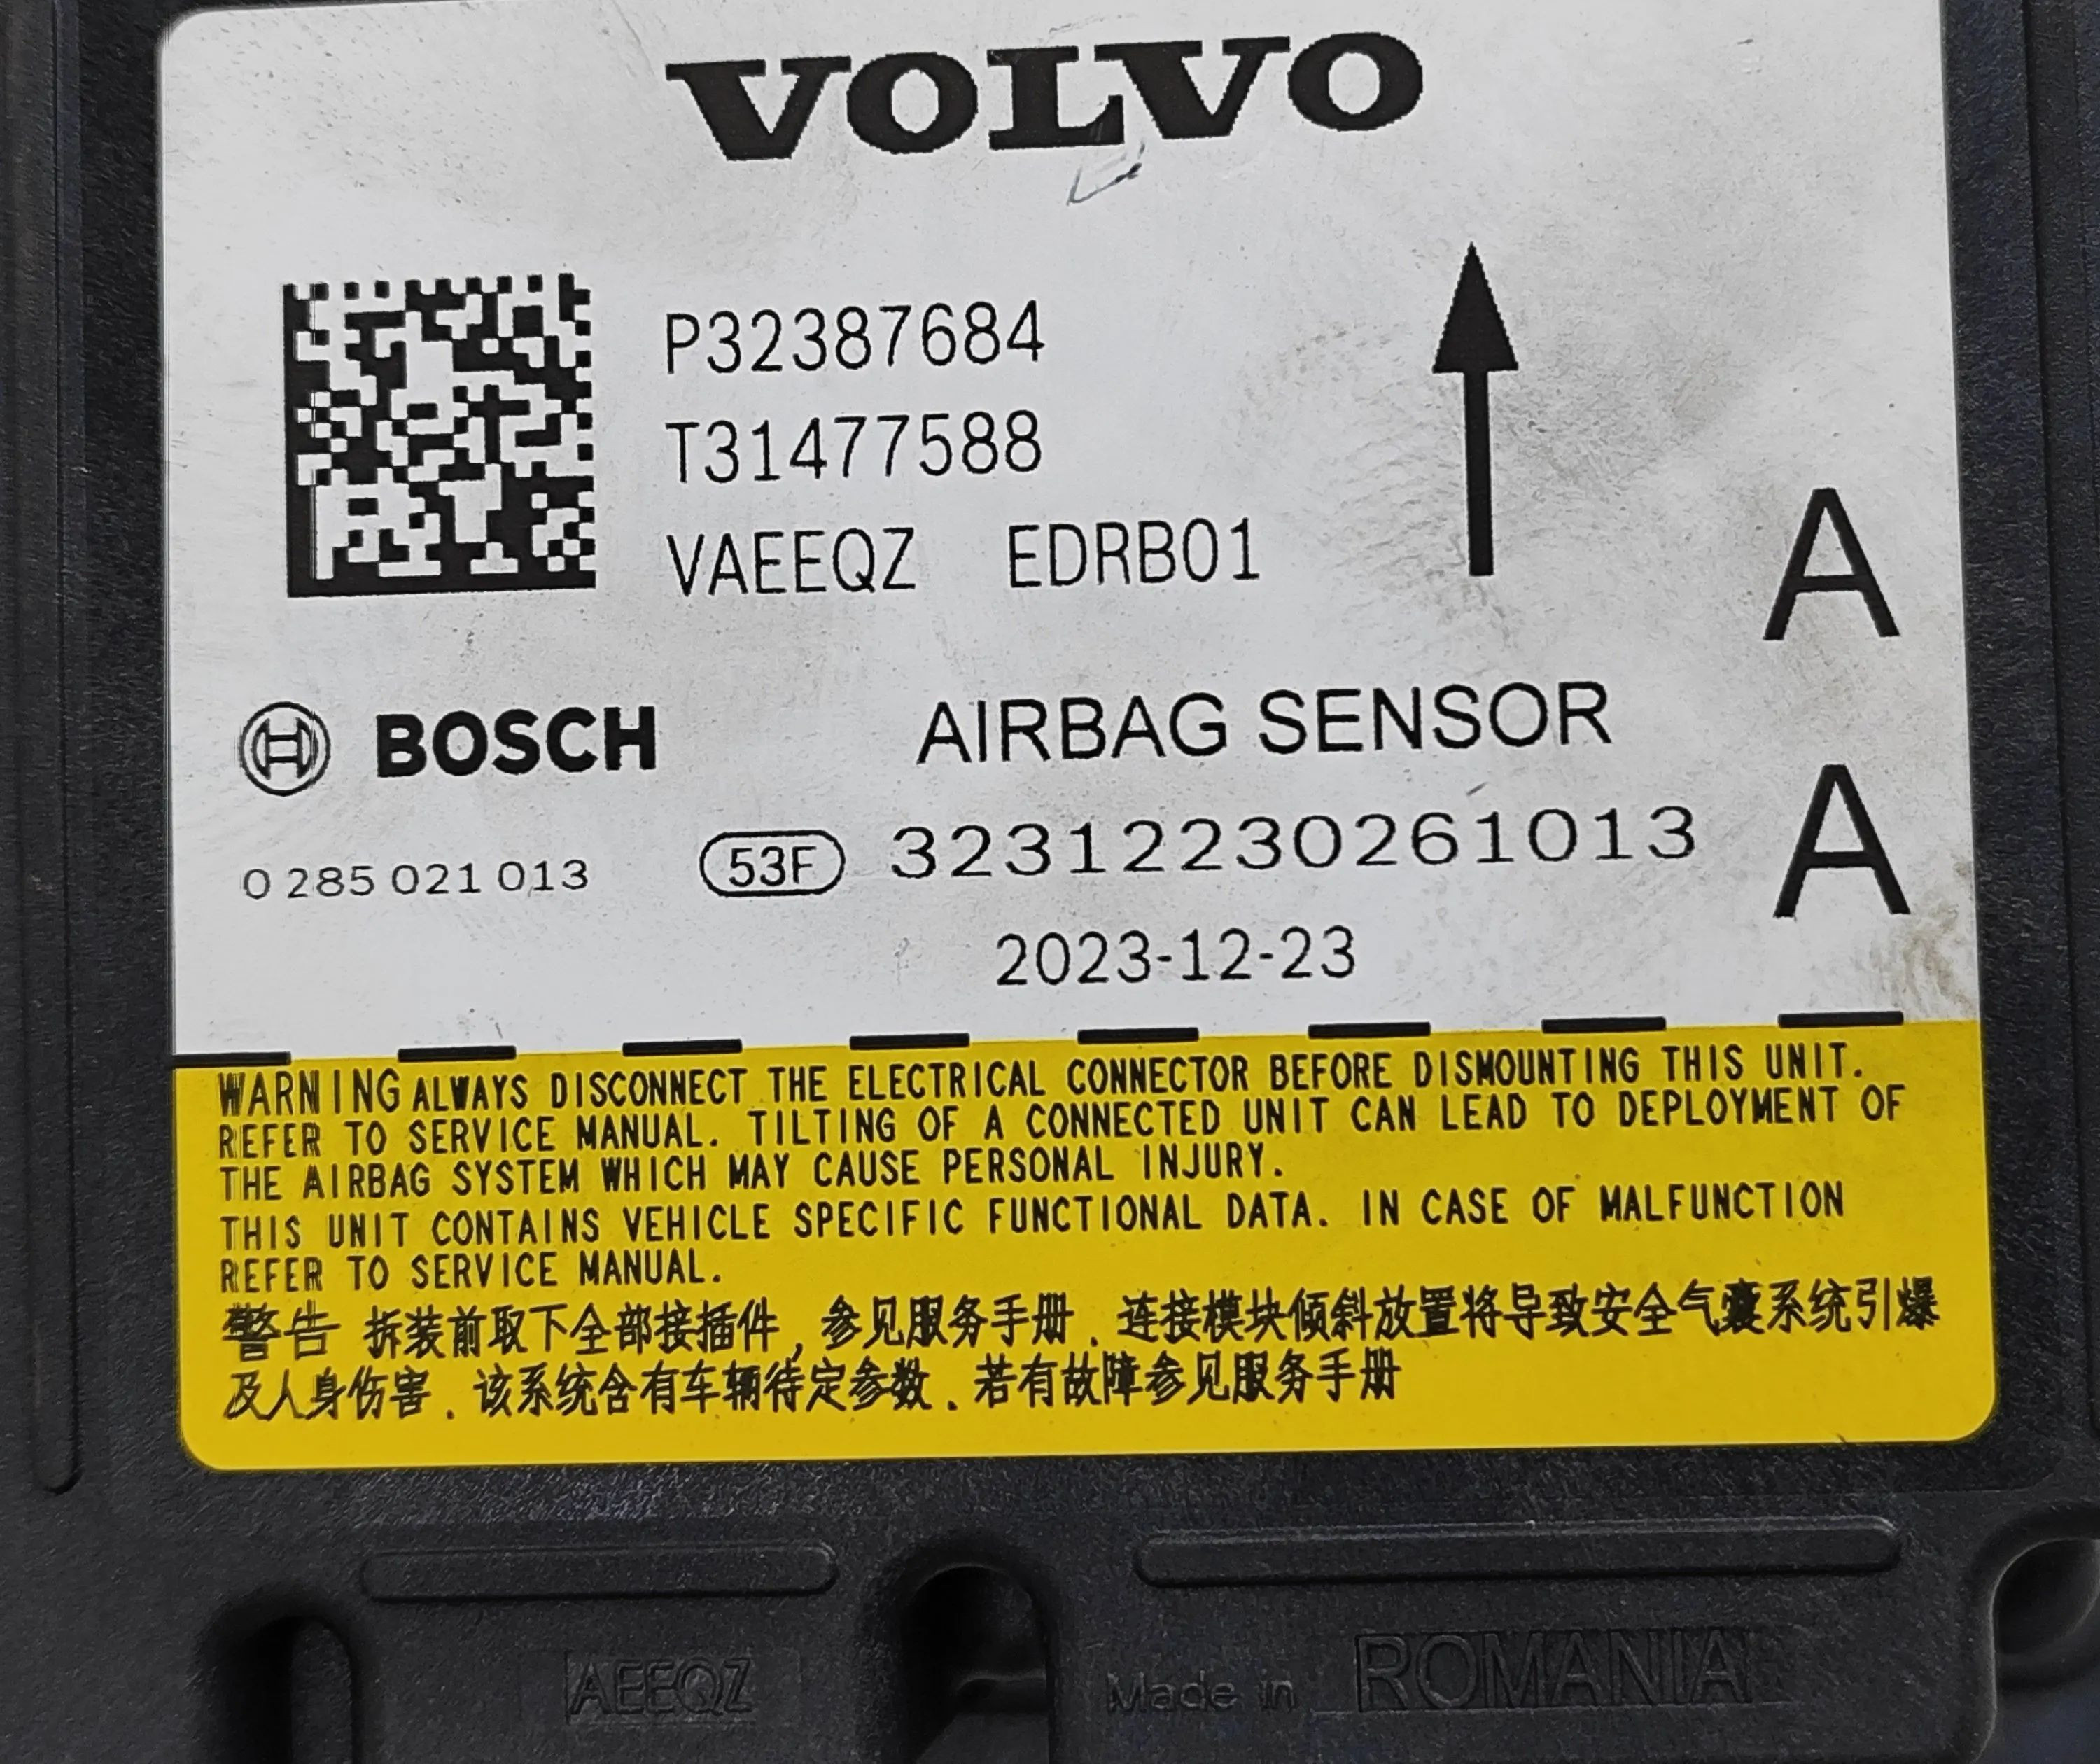 VOLVO
P32387684
T31477588
VAEEQZ EDRB01
A
BOSCH AIRBAG SENSOR
0 285 021 013 53F 32312230261013 A
2023-12-23
WARNING ALWAYS DISCONNECT THE ELECTRICAL CONNECTOR BEFORE DISMOUNTING THIS UNIT.
REFER TO SERVICE MANUAL. TILTING OF A CONNECTED UNIT CAN LEAD TO DEPLOYMENT OF
THE AIRBAG SYSTEM WHICH MAY CAUSE PERSONAL INJURY.
THIS UNIT CONTAINS VEHICLE SPECIFIC FUNCTIONAL DATA. IN CASE OF MALFUNCTION
REFER TO SERVICE MANUAL.
警告 拆装前取下全部接插件, 参见服务手册. 连接模块倾斜放置将导致安全气囊系统引爆
及人身伤害. 该系统含有车辆待定参数. 若有故障参见服务手册
AEEQZ Made in ROMANIA